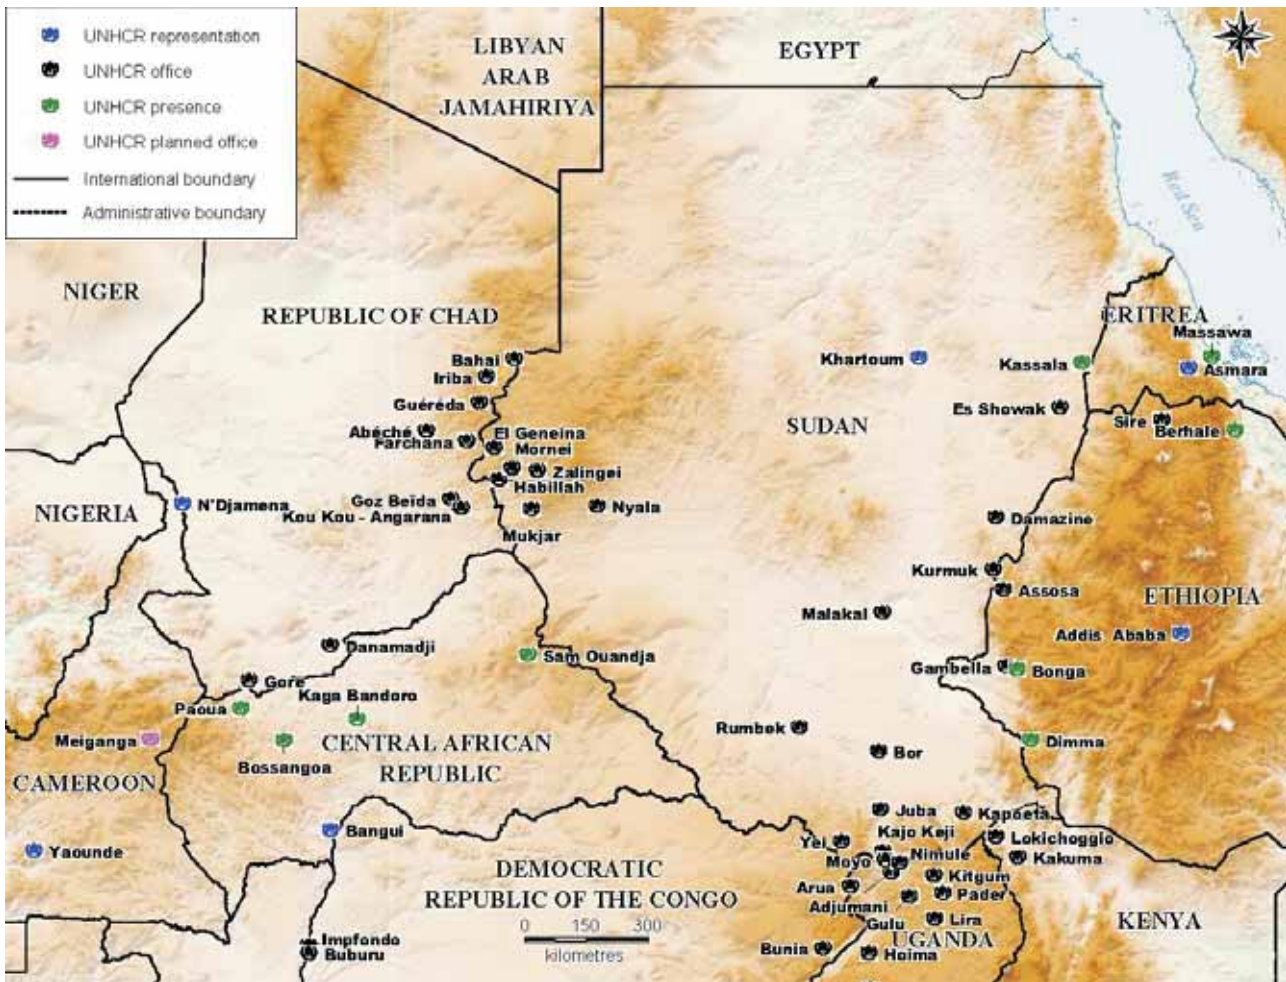 UNHCR representation
UNHCR office
UNHCR presence
UNHCR planned office
International boundary
Administrative boundary
LIBYAN
ARAB
JAMAHIRIYA
EGYPT
Red Sea
NIGER
REPUBLIC OF CHAD
ERITREA
Massawa
Bahai
Khartoum
Kassala
Asmara
Iriba
Guéreda
Es Showak
Abéché
Farchana
El Geneina
SUDAN
Sire
Berhale
Mornei
Zalingei
Habillah
N'Djamena
Goz Beïda
Kou Kou - Angarana
Nyala
NIGERIA
Damazine
Mukjar
Kurmuk
Assosa
ETHIOPIA
Malakal
Addis Ababa
Danamadji
Sam Ouandja
Gambella
Bonga
Gore
Kaga Bandoro
Paoua
Rumbek
Meiganga
CENTRAL AFRICAN
REPUBLIC
Dimma
Bor
Bossangoa
CAMEROON
Juba
Kapoeta
Bangui
Kajo Keji
Lokichoggio
Yei
Yaounde
Moyo
Nimule
Kakuma
DEMOCRATIC
REPUBLIC OF THE CONGO
Kitgum
Arua
Pader
Adjumani
Gulu
Lira
KENYA
0 150 300
kilometres
Impfondo
Buburu
Bunia
UGANDA
Hoima